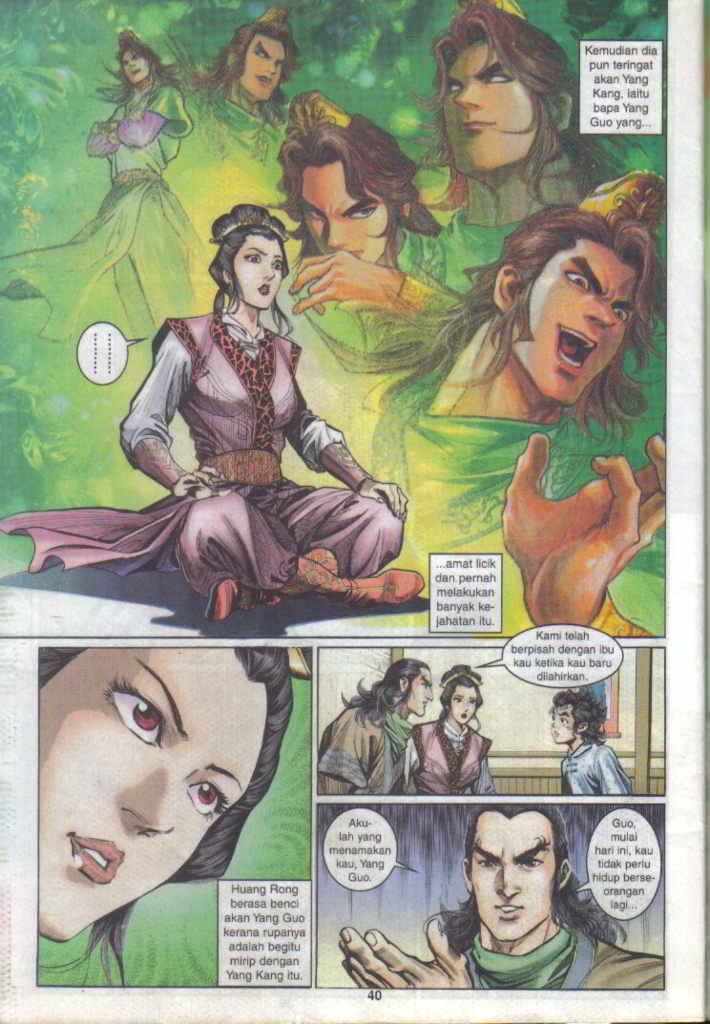 Kemudian dia
pun teringat
akan Yang
Kang, iaitu
bapa Yang
Guo yang...
...amat licik
dan pernah
melakukan
banyak ke-
jahatan itu.
Huang Rong
berasa benci
akan Yang Guo
kerana rupanya
adalah begitu
mirip dengan
Yang Kang itu.
Kami telah
berpisah dengan ibu
kau ketika kau baru
dilahirkan.
Aku-
lah yang
menamakan
kau, Yang
Guo.
Guo,
mulai
hari ini, kau
tidak perlu
hidup berse-
orangan
lagi...
40